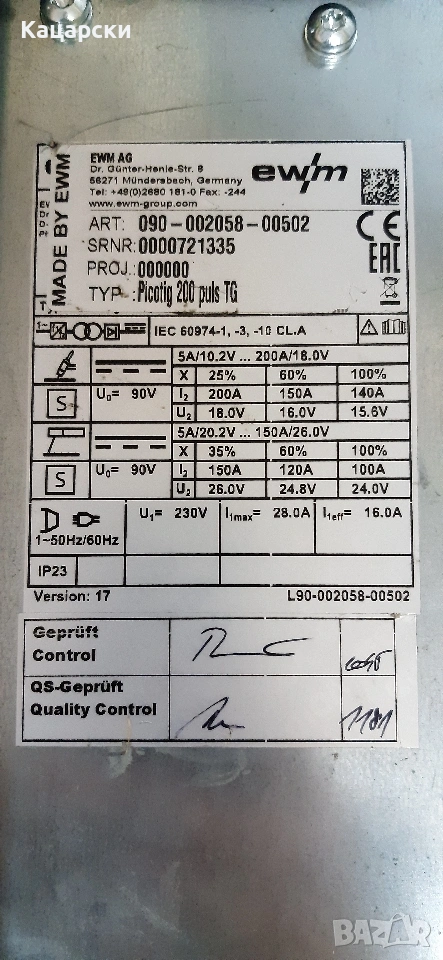 Кацарски
MADE BY EWM
EWM AG
Dr. Günter-Henle-Str. 8
56271 Mündersbach, Germany
Tel: +49(0)2680 181-0 Fax: -244
www.ewm-group.com
ewm
ART: 090-002058-00502
SRNR: 0000721335
PROJ.: 000000
TYP: Picotig 200 puls TG
CE
EAC
1~ IEC 60974-1, -3, -10 CL.A
5A/10.2V ... 200A/18.0V
X 25% 60% 100%
S U₀= 90V I₂ 200A 150A 140A
U₂ 18.0V 16.0V 15.6V
5A/20.2V ... 150A/26.0V
X 35% 60% 100%
S U₀= 90V I₂ 150A 120A 100A
U₂ 26.0V 24.8V 24.0V
U₁= 230V I₁max= 28.0A I₁eff= 16.0A
1~50Hz/60Hz
IP23
Version: 17 L90-002058-00502
Geprüft
Control
QS-Geprüft
Quality Control
BAZAR